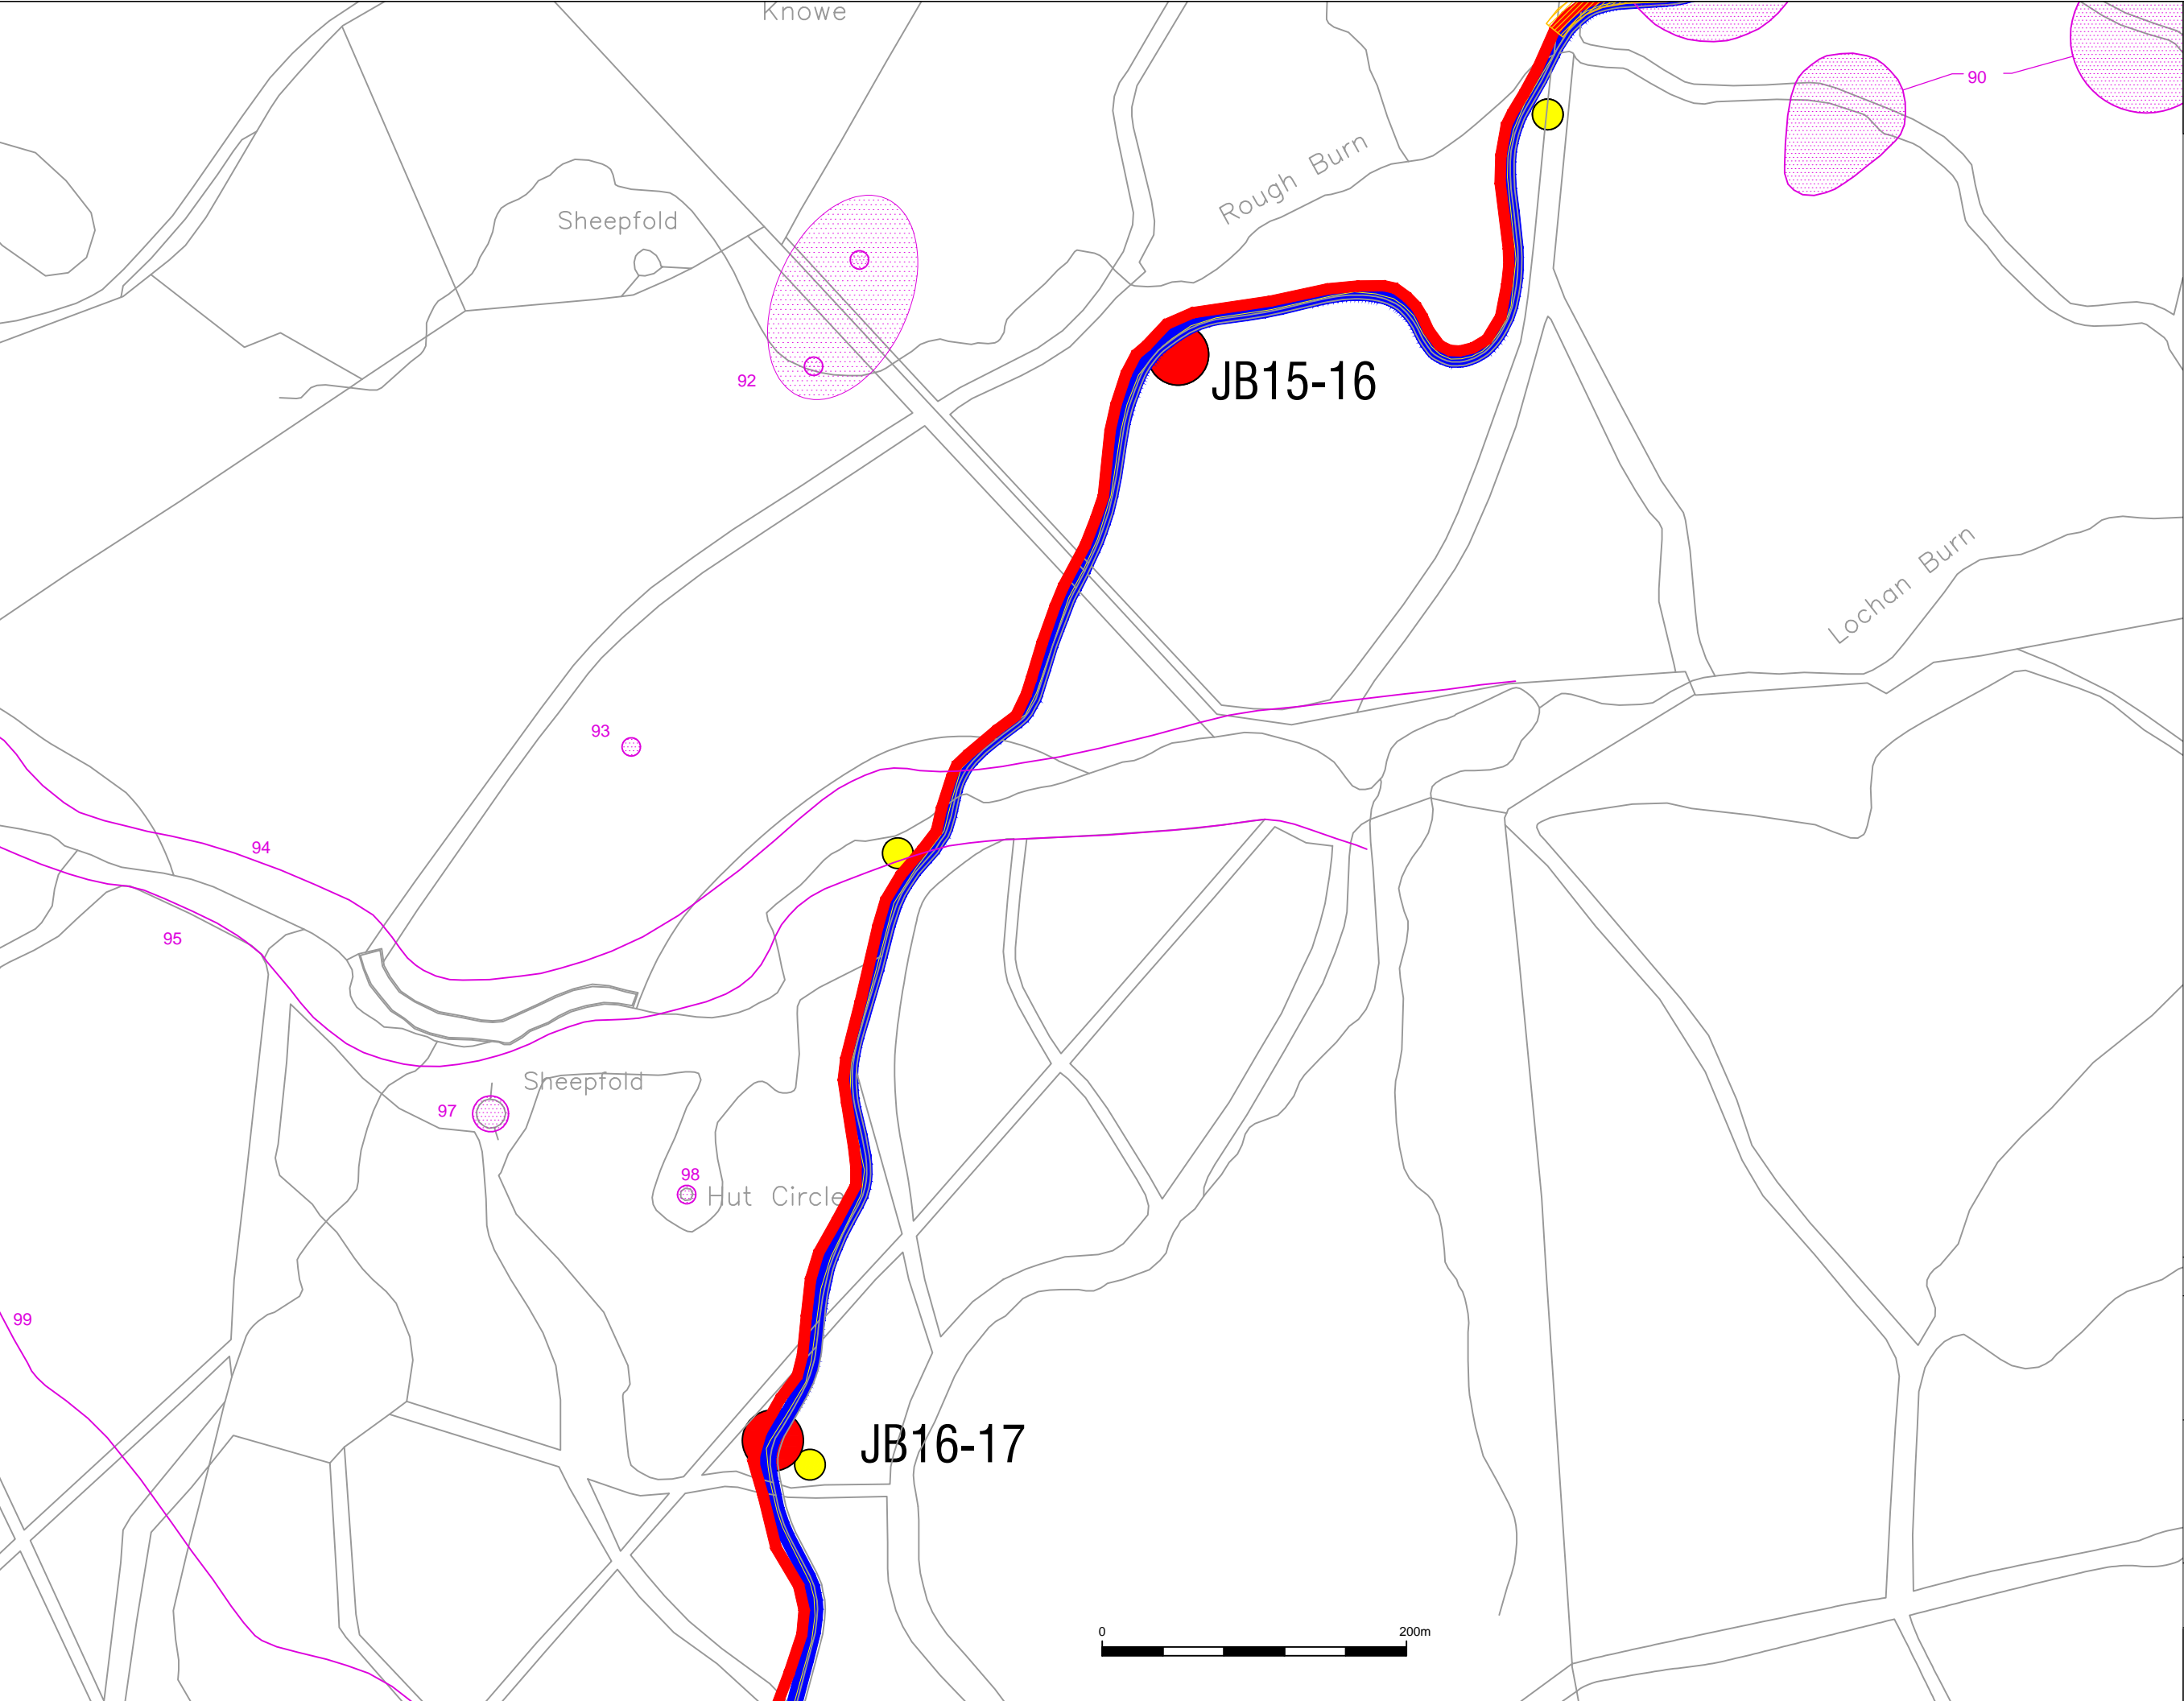 Knowe
90
Rough Burn
Sheepfold
92
JB15-16
Lochan Burn
93
94
95
Sheepfold
97
98
Hut Circle
99
JB16-17
0 200m